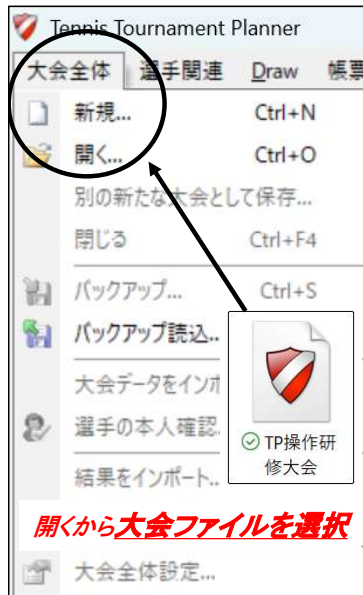 Tennis Tournament Planner
大会全体 選手関連 Draw 帳票
新規... Ctrl+N
開く... Ctrl+O
別の新たな大会として保存...
閉じる Ctrl+F4
バックアップ... Ctrl+S
バックアップ読込...
大会データをインポ
選手の本人確認.
TP操作研
修大会
結果をインポート...
開くから大会ファイルを選択
大会全体設定...